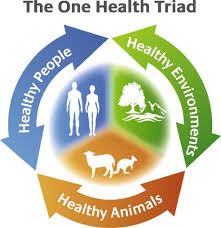 The One Health Triad
Healthy People
Healthy Environments
Healthy Animals